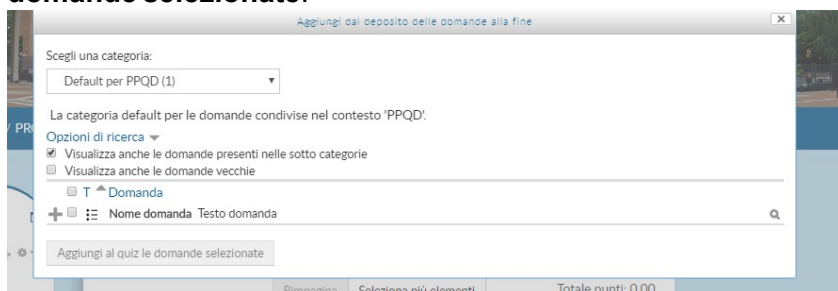 domande selezionate.
Aggiungi dal deposito delle domande alla fine
Scegli una categoria:
Default per PPQD (1)
La categoria default per le domande condivise nel contesto 'PPQD'.
/ PR
Opzioni di ricerca
Visualizza anche le domande presenti nelle sotto categorie
Visualizza anche le domande vecchie
T Domanda
Nome domanda Testo domanda
Aggiungi al quiz le domande selezionate
Rimpagina Seleziona più elementi Totale punti: 0,00